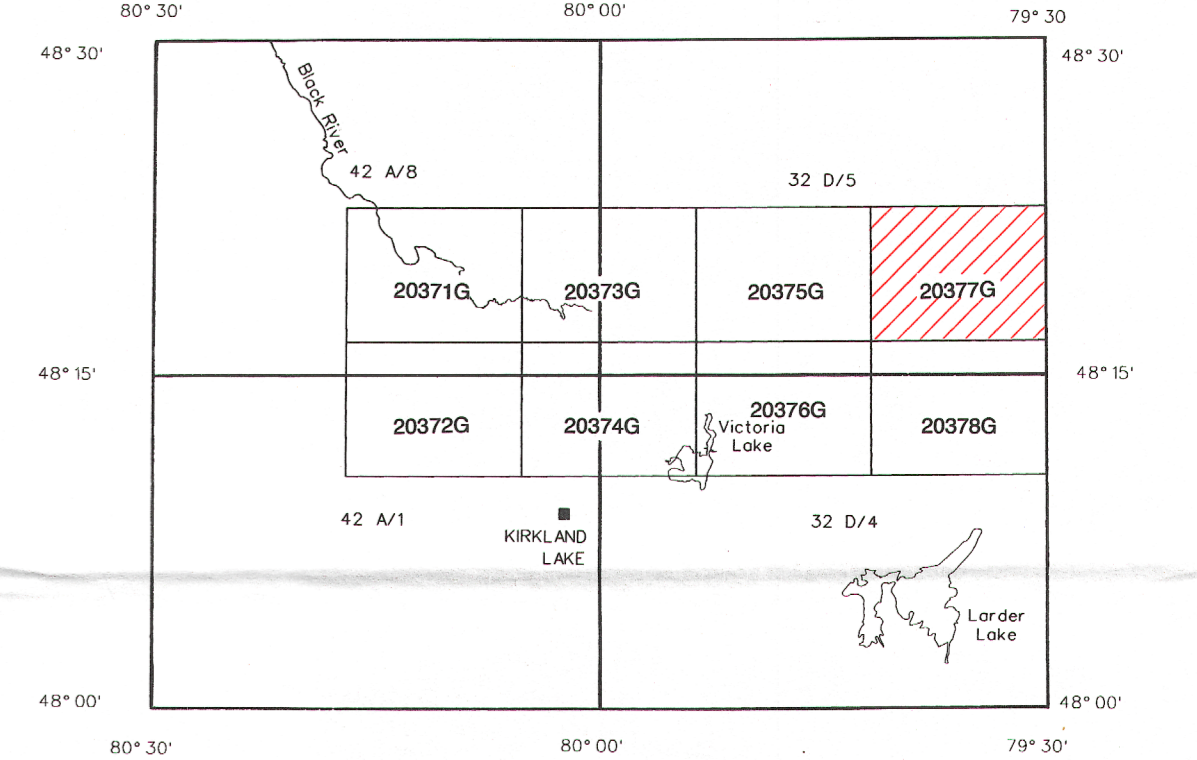 80° 30'
80° 00'
79° 30
48° 30'
48° 30'
Black River
42 A/8
32 D/5
20371G
20373G
20375G
20377G
48° 15'
48° 15'
20372G
20374G
20376G
20378G
Victoria
Lake
42 A/1
32 D/4
KIRKLAND
LAKE
Larder
Lake
48° 00'
48° 00'
80° 30'
80° 00'
79° 30'